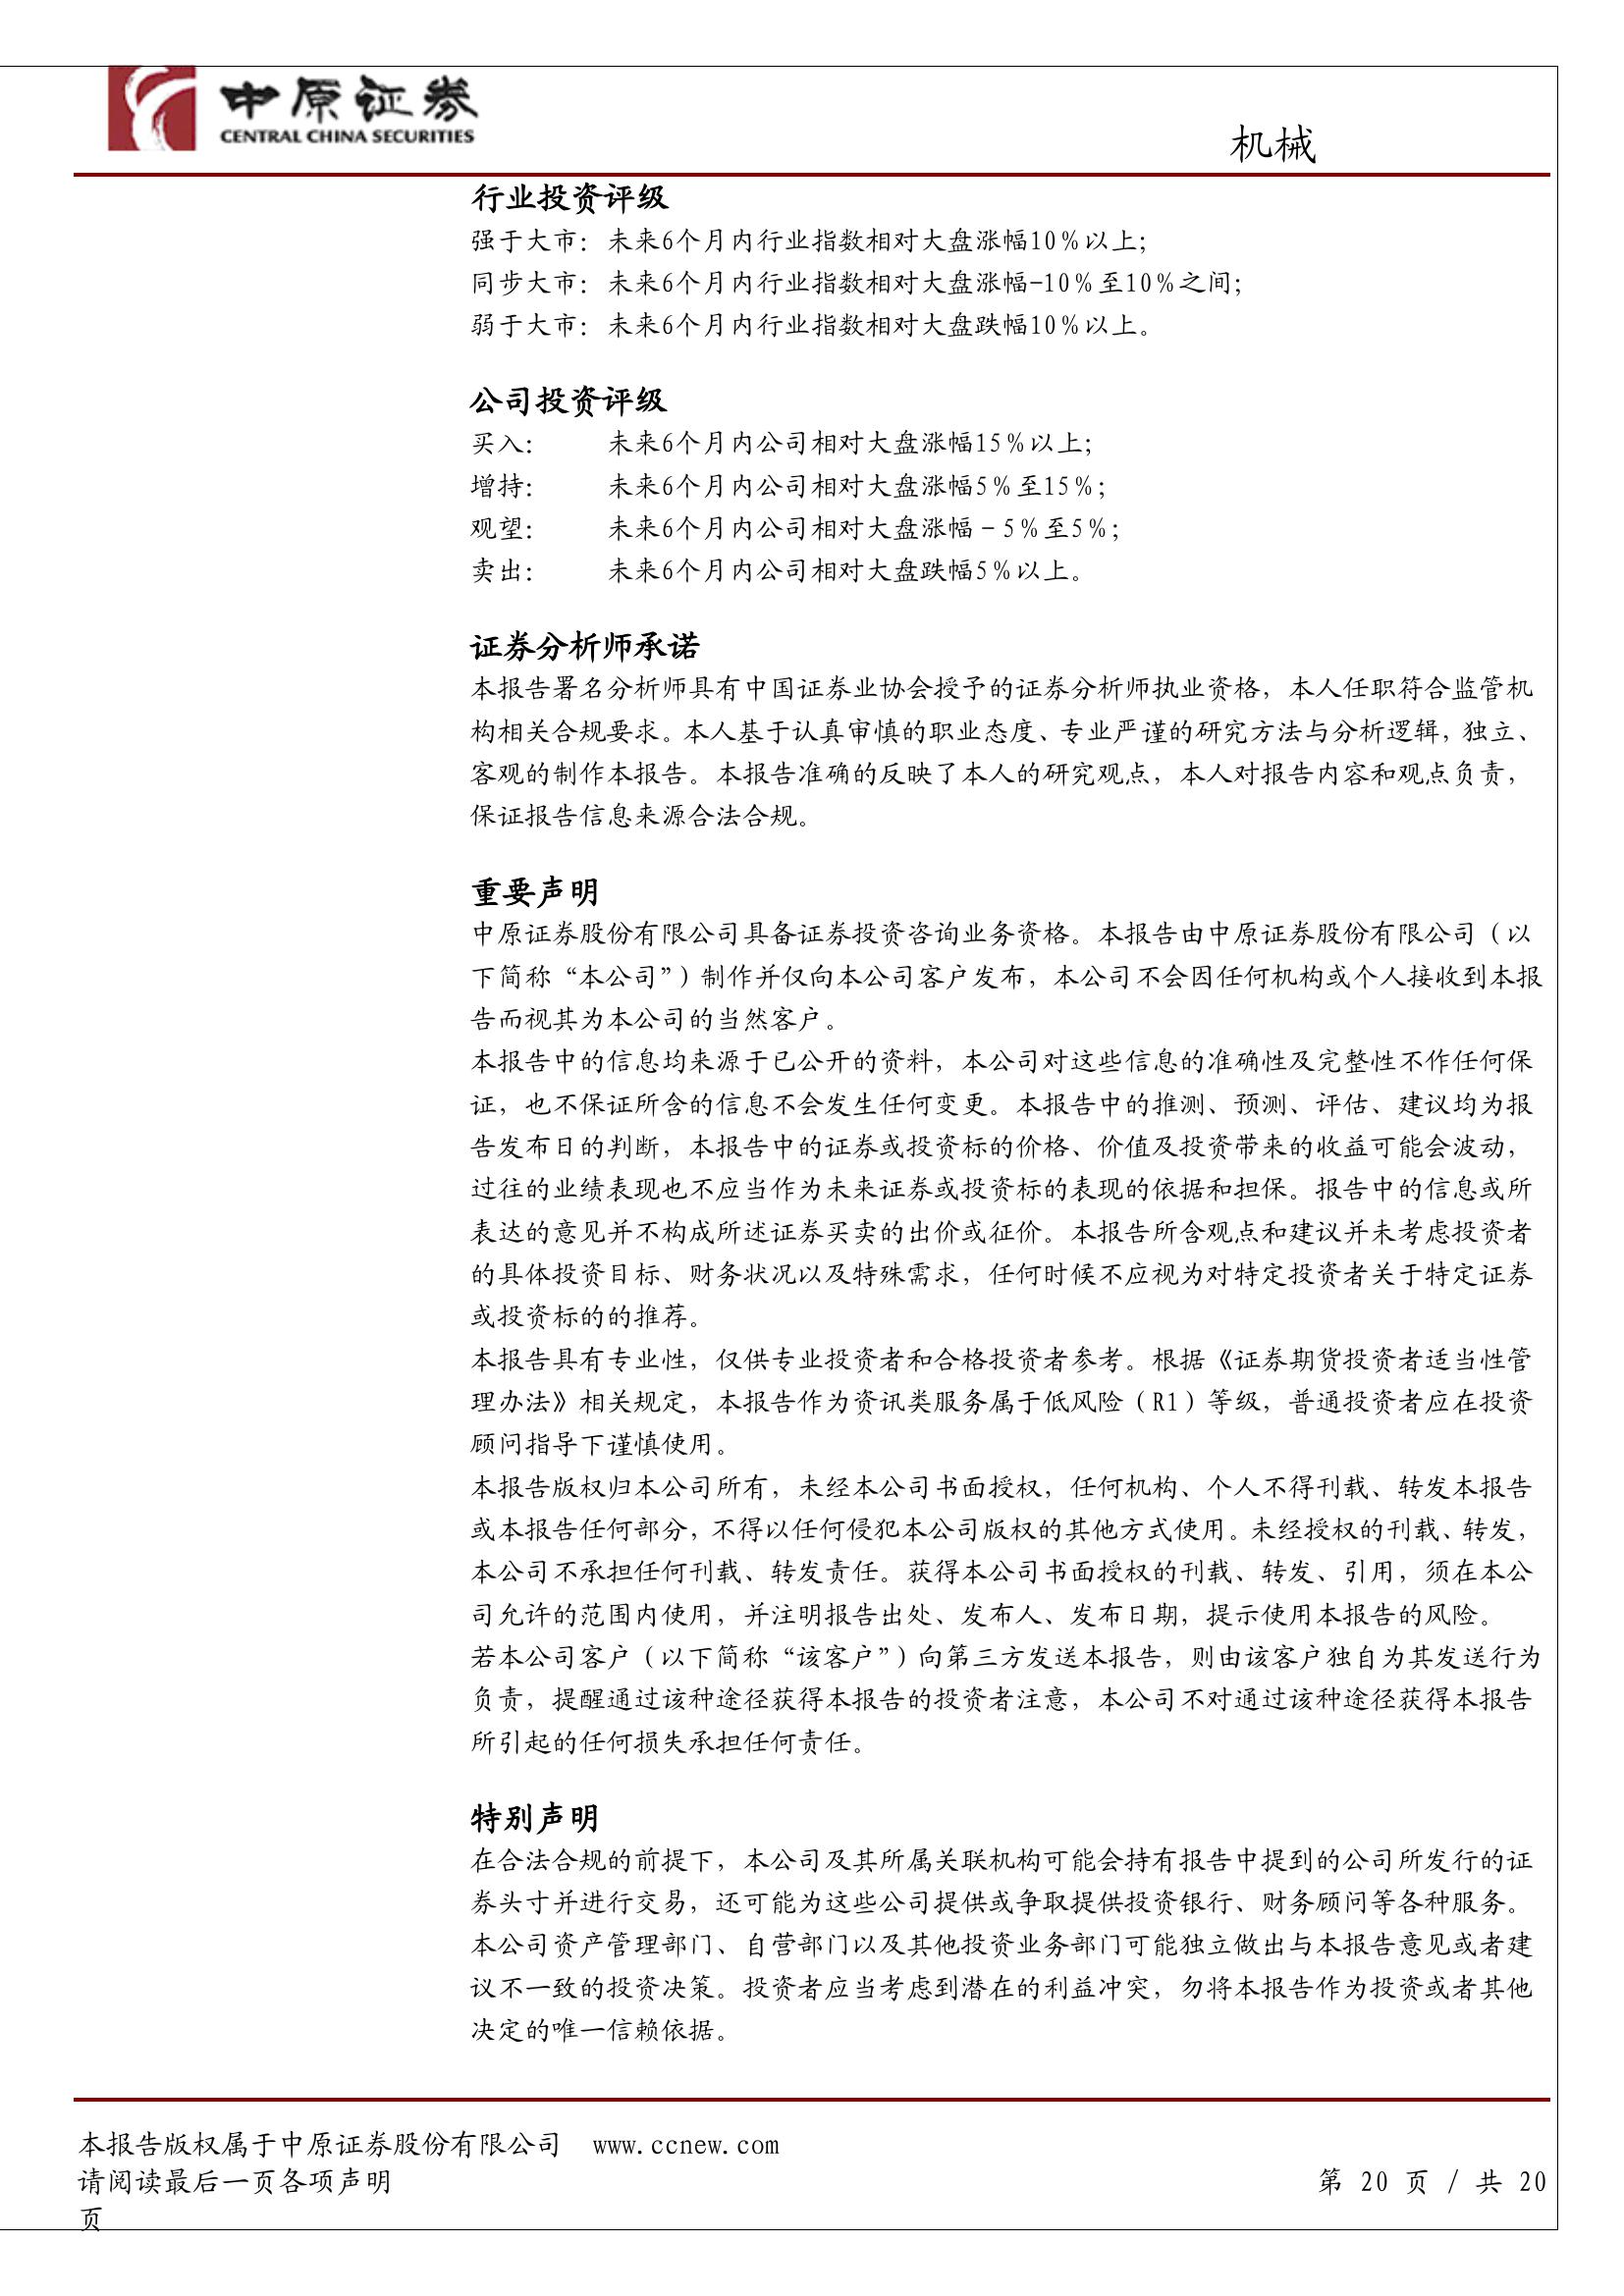 中原证券
CENTRAL CHINA SECURITIES
机械
行业投资评级
强于大市：未来6个月内行业指数相对大盘涨幅10％以上；
同步大市：未来6个月内行业指数相对大盘涨幅-10％至10％之间；
弱于大市：未来6个月内行业指数相对大盘跌幅10％以上。
公司投资评级
买入： 未来6个月内公司相对大盘涨幅15％以上；
增持： 未来6个月内公司相对大盘涨幅5％至15％；
观望： 未来6个月内公司相对大盘涨幅－5％至5％；
卖出： 未来6个月内公司相对大盘跌幅5％以上。
证券分析师承诺
本报告署名分析师具有中国证券业协会授予的证券分析师执业资格，本人任职符合监管机
构相关合规要求。本人基于认真审慎的职业态度、专业严谨的研究方法与分析逻辑，独立、
客观的制作本报告。本报告准确的反映了本人的研究观点，本人对报告内容和观点负责，
保证报告信息来源合法合规。
重要声明
中原证券股份有限公司具备证券投资咨询业务资格。本报告由中原证券股份有限公司（以
下简称“本公司”）制作并仅向本公司客户发布，本公司不会因任何机构或个人接收到本报
告而视其为本公司的当然客户。
本报告中的信息均来源于已公开的资料，本公司对这些信息的准确性及完整性不作任何保
证，也不保证所含的信息不会发生任何变更。本报告中的推测、预测、评估、建议均为报
告发布日的判断，本报告中的证券或投资标的价格、价值及投资带来的收益可能会波动，
过往的业绩表现也不应当作为未来证券或投资标的表现的依据和担保。报告中的信息或所
表达的意见并不构成所述证券买卖的出价或征价。本报告所含观点和建议并未考虑投资者
的具体投资目标、财务状况以及特殊需求，任何时候不应视为对特定投资者关于特定证券
或投资标的的推荐。
本报告具有专业性，仅供专业投资者和合格投资者参考。根据《证券期货投资者适当性管
理办法》相关规定，本报告作为资讯类服务属于低风险（R1）等级，普通投资者应在投资
顾问指导下谨慎使用。
本报告版权归本公司所有，未经本公司书面授权，任何机构、个人不得刊载、转发本报告
或本报告任何部分，不得以任何侵犯本公司版权的其他方式使用。未经授权的刊载、转发，
本公司不承担任何刊载、转发责任。获得本公司书面授权的刊载、转发、引用，须在本公
司允许的范围内使用，并注明报告出处、发布人、发布日期，提示使用本报告的风险。
若本公司客户（以下简称“该客户”）向第三方发送本报告，则由该客户独自为其发送行为
负责，提醒通过该种途径获得本报告的投资者注意，本公司不对通过该种途径获得本报告
所引起的任何损失承担任何责任。
特别声明
在合法合规的前提下，本公司及其所属关联机构可能会持有报告中提到的公司所发行的证
券头寸并进行交易，还可能为这些公司提供或争取提供投资银行、财务顾问等各种服务。
本公司资产管理部门、自营部门以及其他投资业务部门可能独立做出与本报告意见或者建
议不一致的投资决策。投资者应当考虑到潜在的利益冲突，勿将本报告作为投资或者其他
决定的唯一信赖依据。
本报告版权属于中原证券股份有限公司 www.ccnew.com
请阅读最后一页各项声明 第 20 页 / 共 20
页